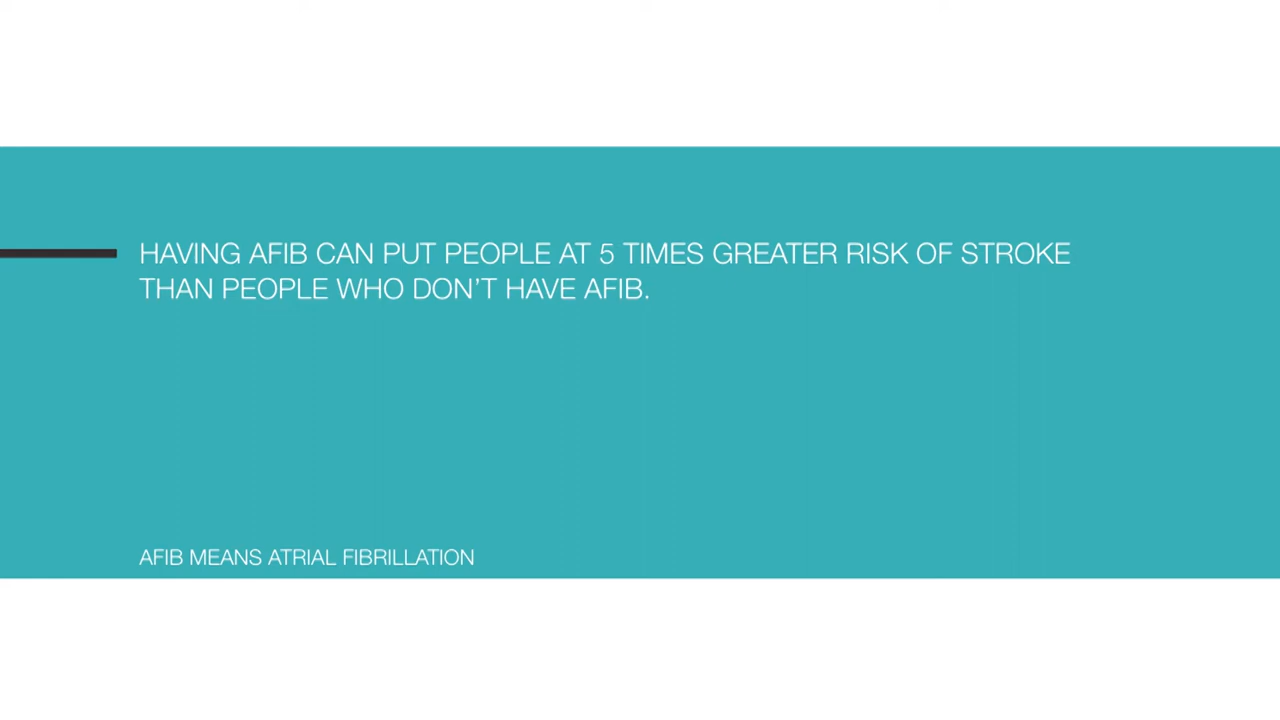 HAVING AFIB CAN PUT PEOPLE AT 5 TIMES GREATER RISK OF STROKE
THAN PEOPLE WHO DON’T HAVE AFIB.
AFIB MEANS ATRIAL FIBRILLATION